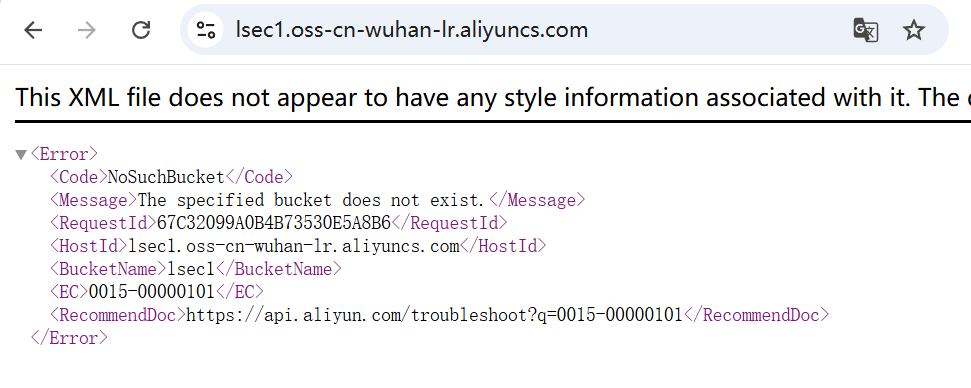 lsec1.oss-cn-wuhan-lr.aliyuncs.com
This XML file does not appear to have any style information associated with it. The
<Error>
<Code>NoSuchBucket</Code>
<Message>The specified bucket does not exist.</Message>
<RequestId>67C32099A0B4B73530E5A8B6</RequestId>
<HostId>lsec1.oss-cn-wuhan-lr.aliyuncs.com</HostId>
<BucketName>lsec1</BucketName>
<EC>0015-00000101</EC>
<RecommendDoc>https://api.aliyun.com/troubleshoot?q=0015-00000101</RecommendDoc>
</Error>